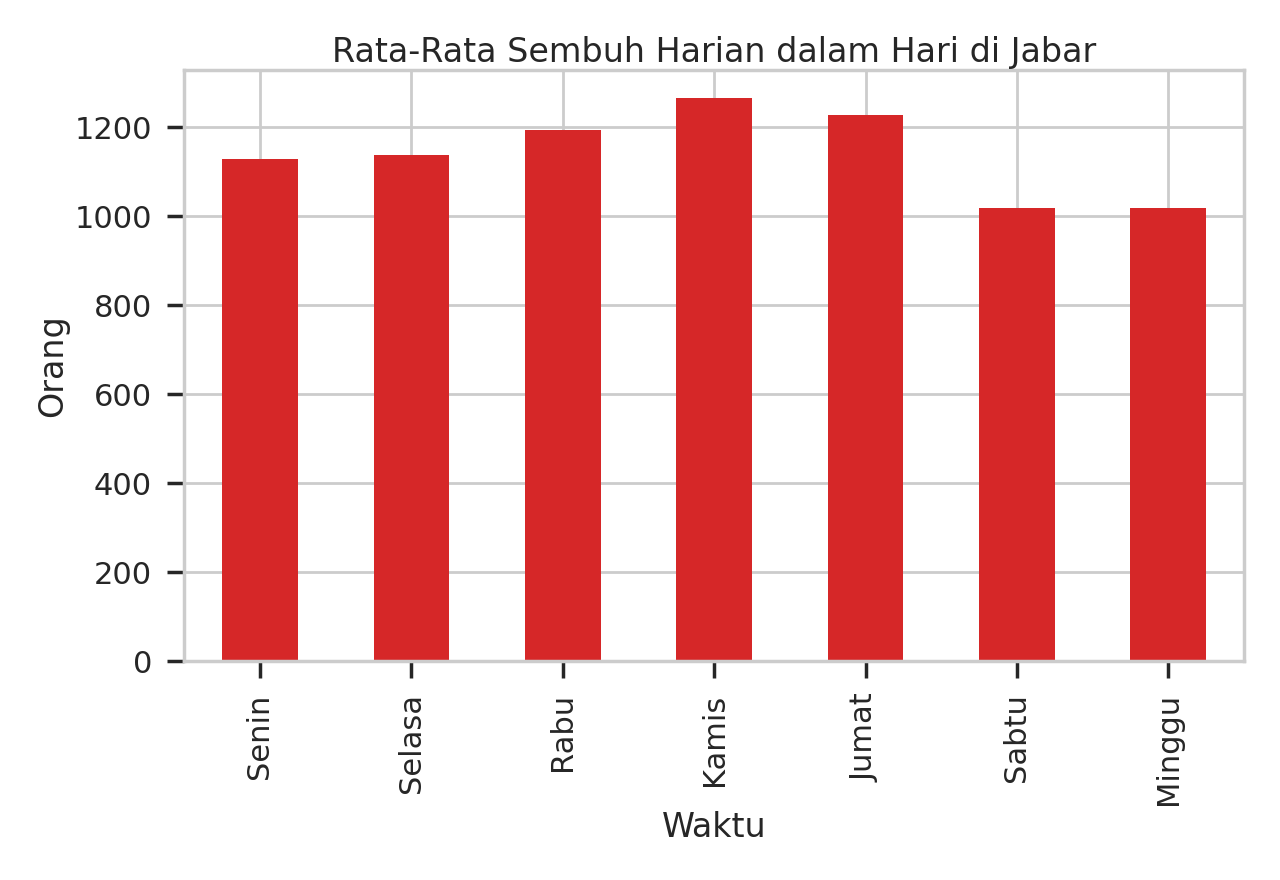 Rata-Rata Sembuh Harian dalam Hari di Jabar
Orang
1200
1000
800
600
400
200
0
Senin
Selasa
Rabu
Kamis
Jumat
Sabtu
Minggu
Waktu